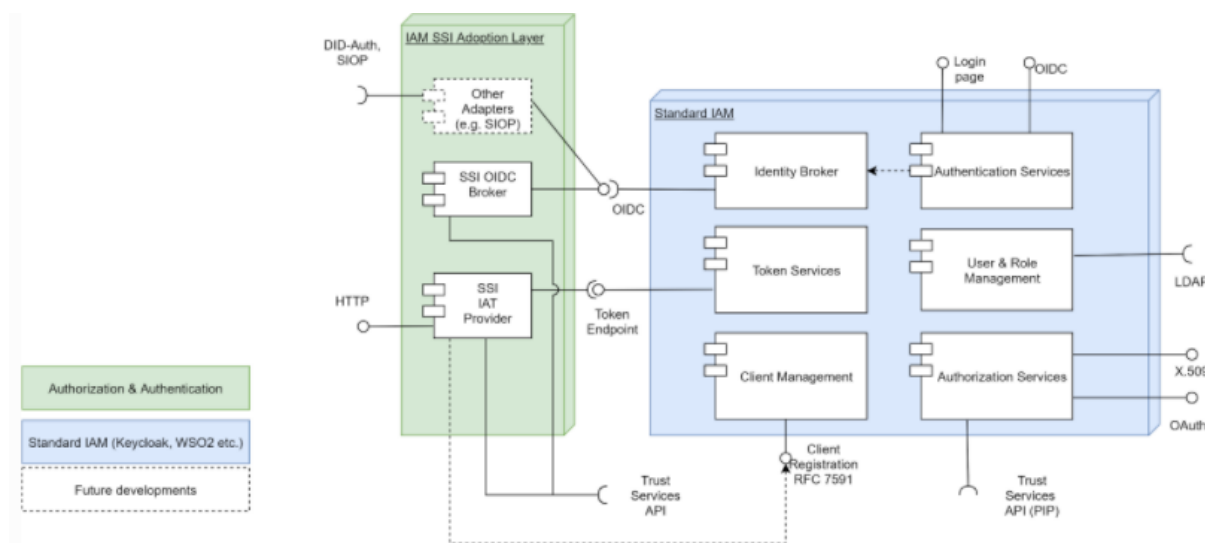 IAM SSI Adoption Layer
DID-Auth,
SIOP
Other
Adapters
(e.g. SIOP)
SSI OIDC
Broker
OIDC
SSI
IAT
Provider
HTTP
Token
Endpoint
Trust
Services
API
Standard IAM
Login
page
OIDC
Identity Broker
Authentication Services
Token Services
User & Role
Management
LDAP
Client Management
Authorization Services
X.509
OAuth
Client
Registration
RFC 7591
Trust
Services
API (PIP)
Authorization & Authentication
Standard IAM (Keycloak, WSO2 etc.)
Future developments